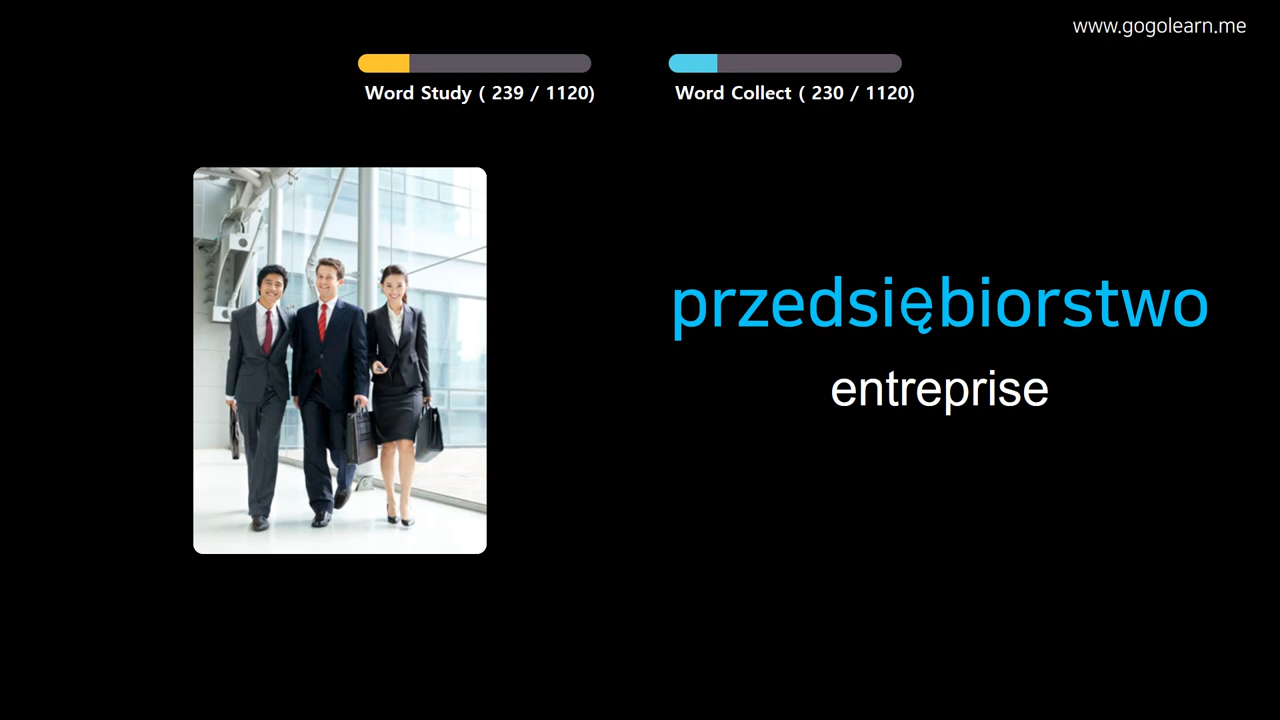 www.gogolearn.me
Word Study ( 239 / 1120)
Word Collect ( 230 / 1120)
przedsiębiorstwo
entreprise